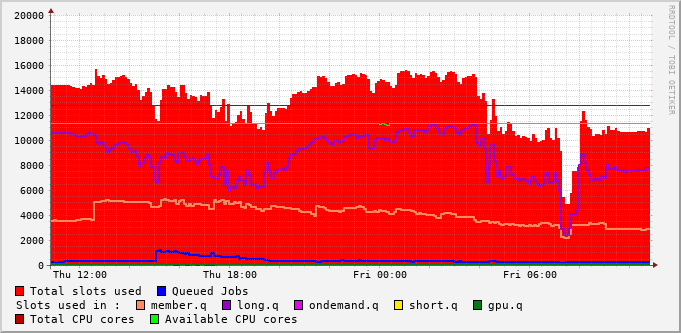 20000
18000
16000
14000
12000
10000
8000
6000
4000
2000
0
Thu 12:00 Thu 18:00 Fri 00:00 Fri 06:00
RRDTOOL / TOBI OETIKER
Total slots used Queued Jobs
Slots used in : member.q long.q ondemand.q short.q gpu.q
Total CPU cores Available CPU cores